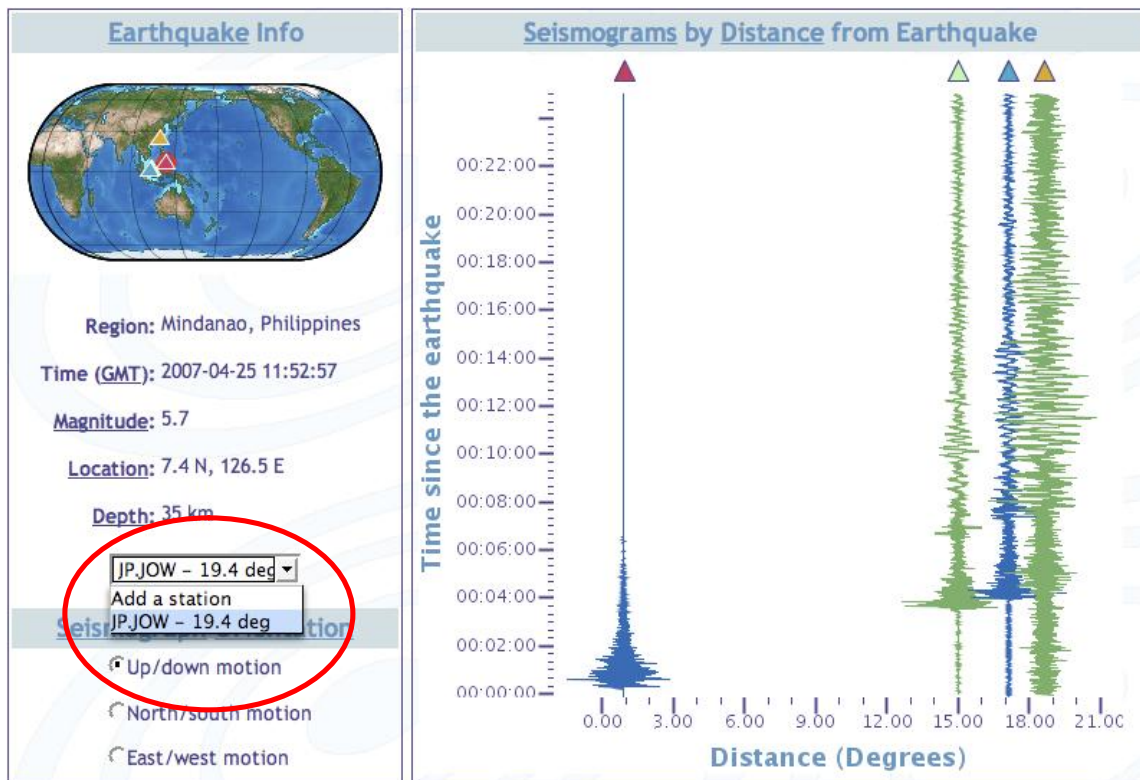 Earthquake Info
Region: Mindanao, Philippines
Time (GMT): 2007-04-25 11:52:57
Magnitude: 5.7
Location: 7.4 N, 126.5 E
Depth: 35 km
JP.JOW – 19.4 deg
Add a station
JP.JOW – 19.4 deg
Up/down motion
North/south motion
East/west motion
Seismograms by Distance from Earthquake
Time since the earthquake
00:22:00
00:20:00
00:18:00
00:16:00
00:14:00
00:12:00
00:10:00
00:08:00
00:06:00
00:04:00
00:02:00
00:00:00
0.00 3.00 6.00 9.00 12.00 15.00 18.00 21.00
Distance (Degrees)